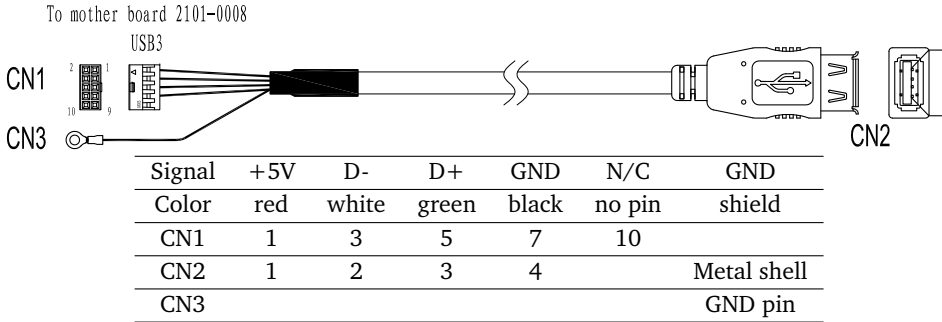 To mother board 2101-0008
USB3
CN1
2 1
10 9
CN3
CN2
Signal +5V D- D+ GND N/C GND
Color red white green black no pin shield
CN1 1 3 5 7 10
CN2 1 2 3 4 Metal shell
CN3 GND pin